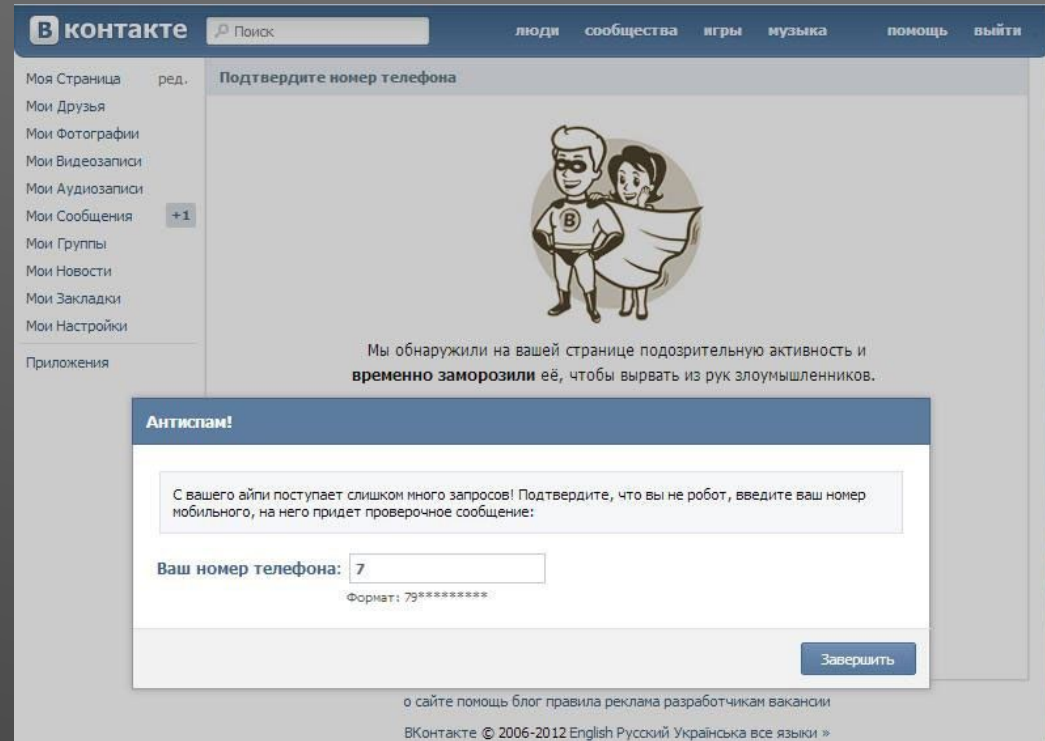 В контакте
Поиск
люди сообщества игры музыка помощь выйти
Моя Страница ред.
Мои Друзья
Мои Фотографии
Мои Видеозаписи
Мои Аудиозаписи
Мои Сообщения +1
Мои Группы
Мои Новости
Мои Закладки
Мои Настройки
Приложения
Подтвердите номер телефона
В
Мы обнаружили на вашей странице подозрительную активность и
временно заморозили её, чтобы вырвать из рук злоумышленников.
Антиспам!
С вашего айпи поступает слишком много запросов! Подтвердите, что вы не робот, введите ваш номер
мобильного, на него придет проверочное сообщение:
Ваш номер телефона: 7
Формат: 79*********
Завершить
о сайте помощь блог правила реклама разработчикам вакансии
ВКонтакте © 2006-2012 English Русский Українська все языки »